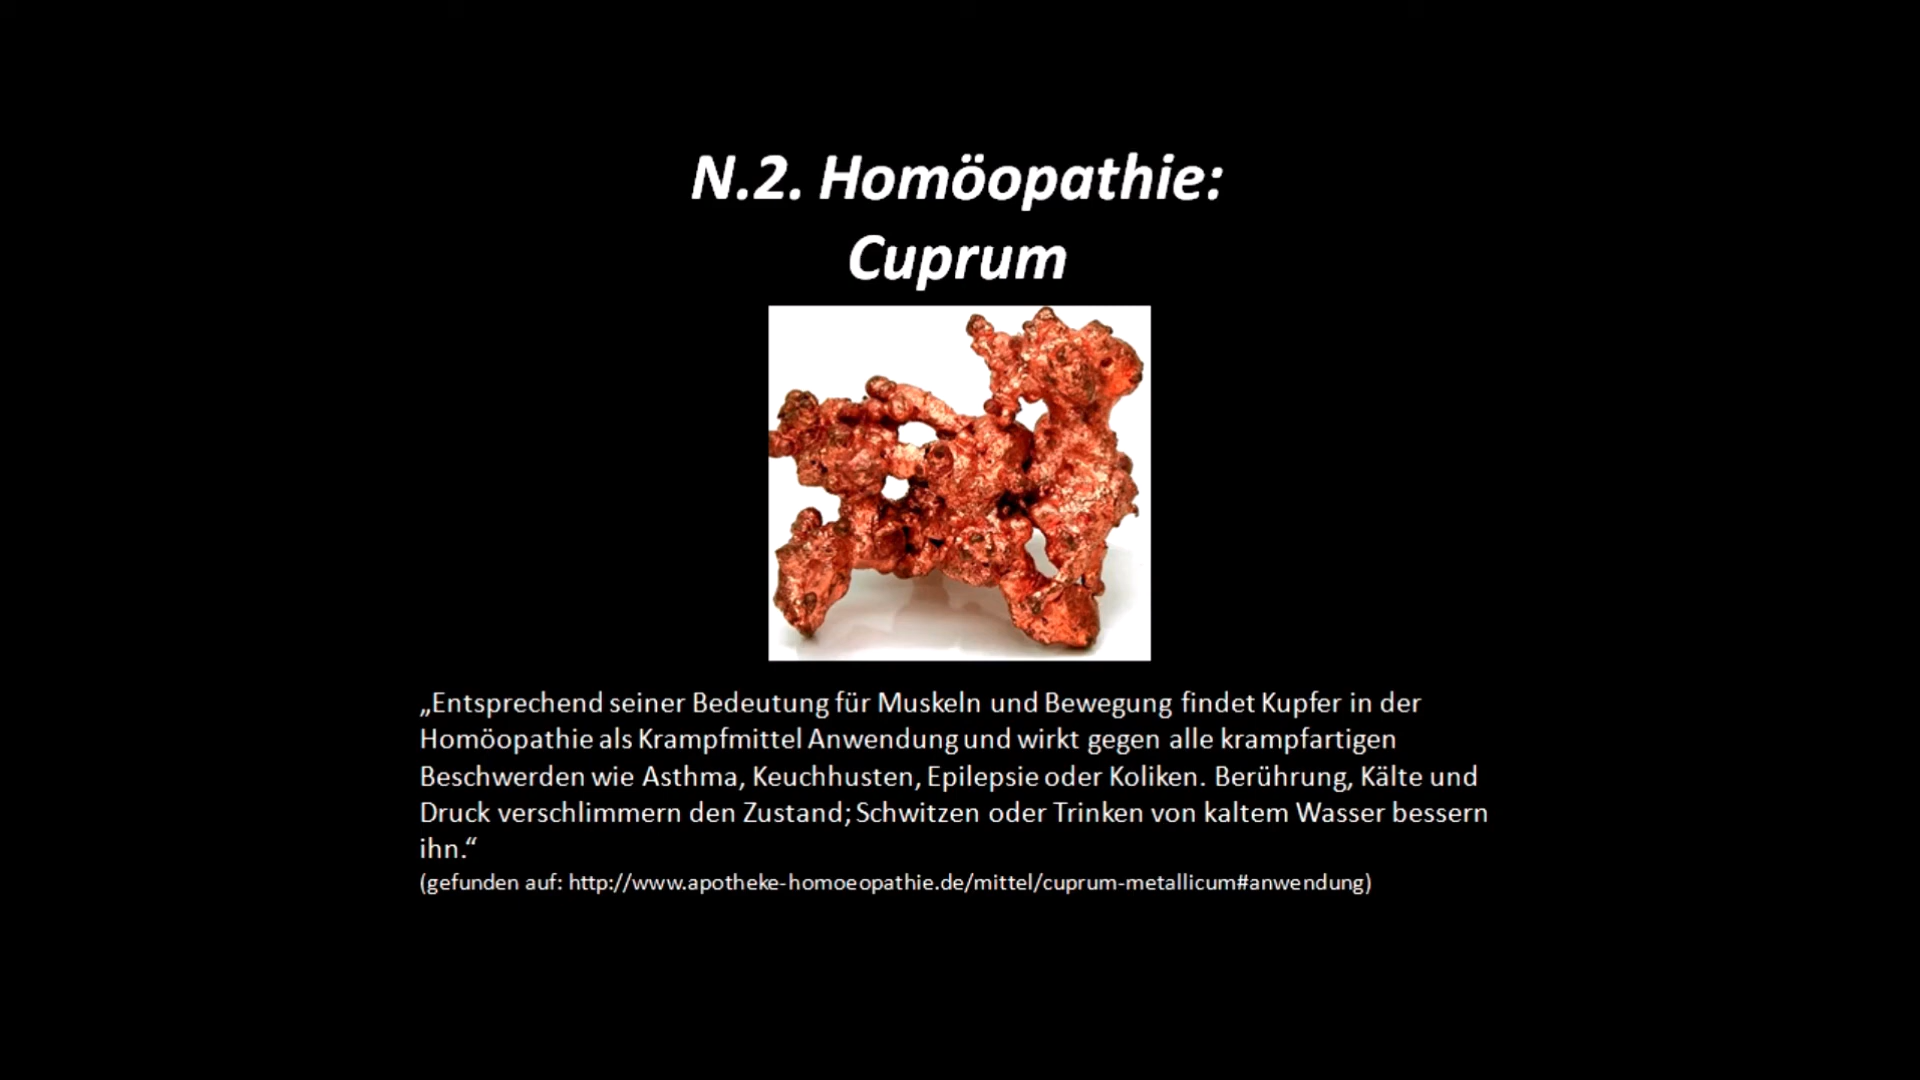 N.2. Homöopathie:
Cuprum
„Entsprechend seiner Bedeutung für Muskeln und Bewegung findet Kupfer in der
Homöopathie als Krampfmittel Anwendung und wirkt gegen alle krampfartigen
Beschwerden wie Asthma, Keuchhusten, Epilepsie oder Koliken. Berührung, Kälte und
Druck verschlimmern den Zustand; Schwitzen oder Trinken von kaltem Wasser bessern
ihn.“
(gefunden auf: http://www.apotheke-homoeopathie.de/mittel/cuprum-metallicum#anwendung)